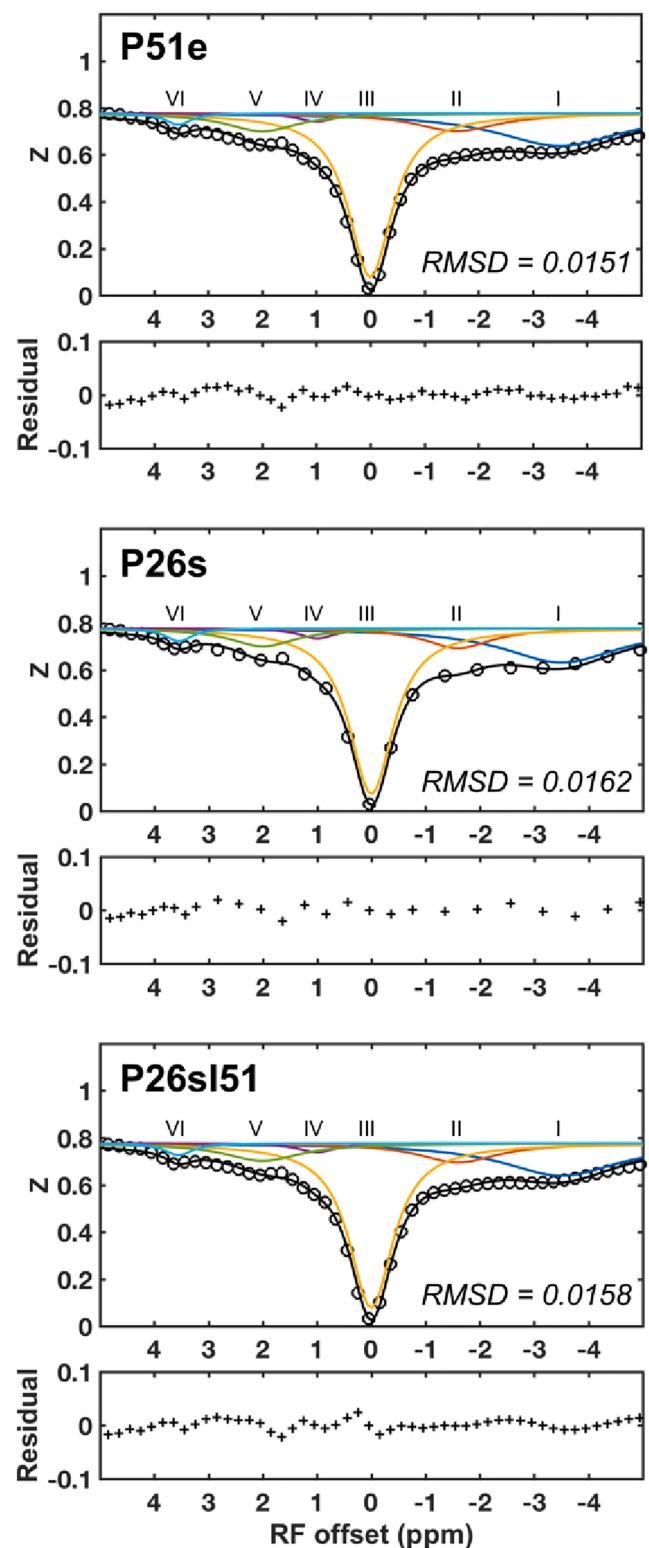 P51e
1
0.8
0.6
0.4
0.2
0
Z
VI V IV III II I
RMSD = 0.0151
4 3 2 1 0 -1 -2 -3 -4
0.1
0
-0.1
Residual
4 3 2 1 0 -1 -2 -3 -4
P26s
1
0.8
0.6
0.4
0.2
0
Z
VI V IV III II I
RMSD = 0.0162
4 3 2 1 0 -1 -2 -3 -4
0.1
0
-0.1
Residual
4 3 2 1 0 -1 -2 -3 -4
P26sI51
1
0.8
0.6
0.4
0.2
0
Z
VI V IV III II I
RMSD = 0.0158
4 3 2 1 0 -1 -2 -3 -4
0.1
0
-0.1
Residual
4 3 2 1 0 -1 -2 -3 -4
RF offset (ppm)